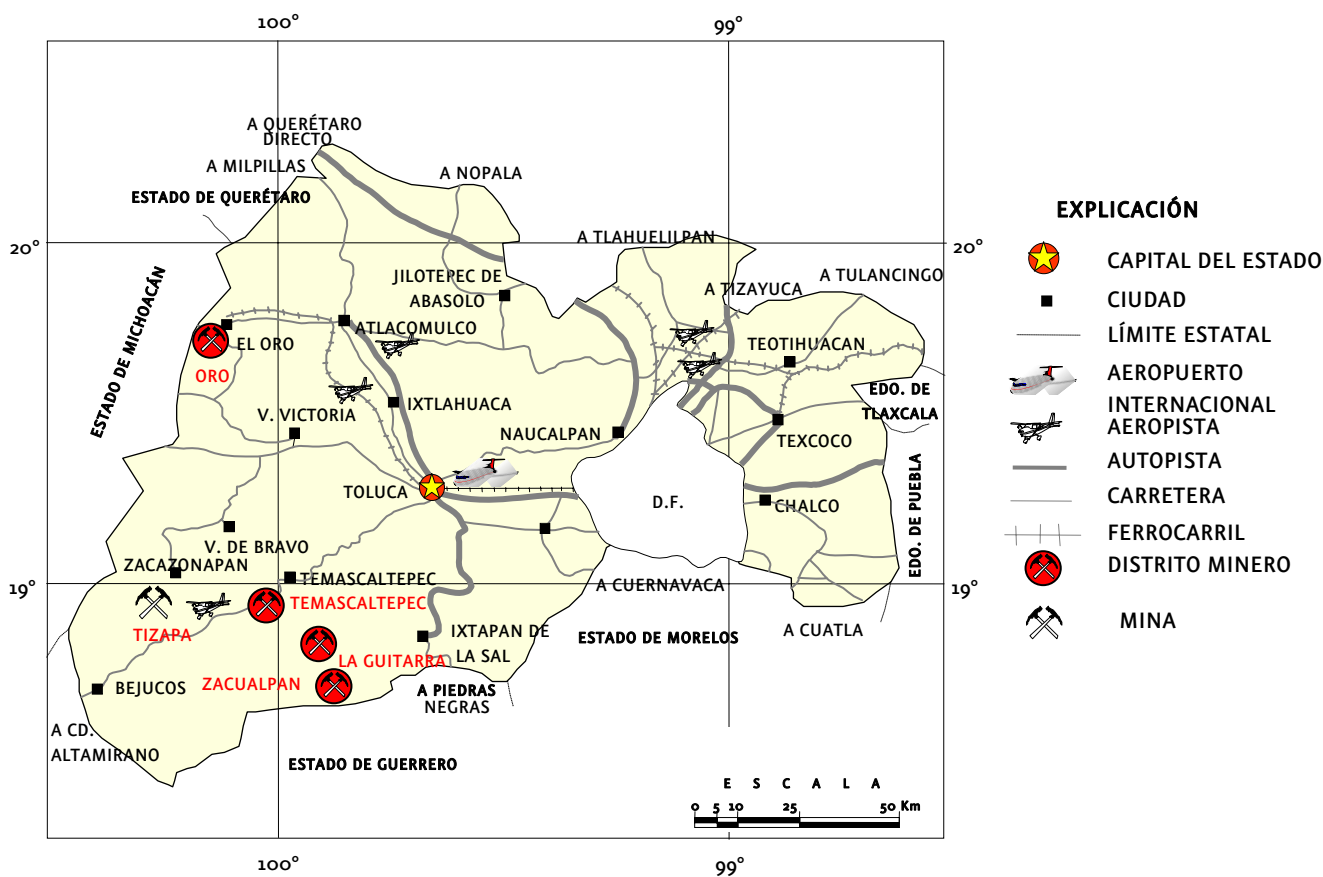 100°
99°
A QUERÉTARO
DIRECTO
A MILPILLAS
A NOPALA
ESTADO DE QUERÉTARO
EXPLICACIÓN
20°
A TLAHUELILPAN
20°
CAPITAL DEL ESTADO
JILOTEPEC DE
ABASOLO
A TULANCINGO
A TIZAYUCA
CIUDAD
ESTADO DE MICHOACÁN
ATLACOMULCO
LÍMITE ESTATAL
EL ORO
TEOTIHUACAN
ORO
AEROPUERTO
INTERNACIONAL
EDO. DE
TLAXCALA
IXTLAHUACA
V. VICTORIA
AEROPISTA
NAUCALPAN
TEXCOCO
AUTOPISTA
TOLUCA
D.F.
CHALCO
CARRETERA
EDO. DE PUEBLA
FERROCARRIL
V. DE BRAVO
ZACAZONAPAN
TEMASCALTEPEC
A CUERNAVACA
19°
19°
DISTRITO MINERO
TEMASCALTEPEC
TIZAPA
IXTAPAN DE
LA SAL
ESTADO DE MORELOS
A CUATLA
MINA
LA GUITARRA
ZACUALPAN
BEJUCOS
A PIEDRAS
NEGRAS
A CD.
ALTAMIRANO
ESTADO DE GUERRERO
E S C A L A
0 5 10 25 50 Km
100°
99°